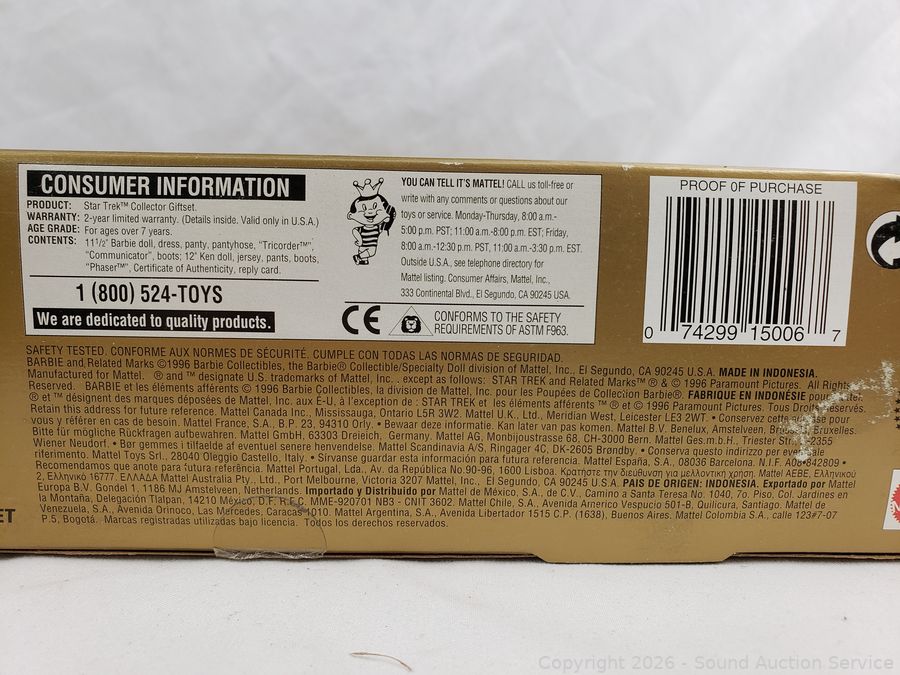 CONSUMER INFORMATION
PRODUCT: Star Trek™ Collector Giftset.
WARRANTY: 2-year limited warranty. (Details inside. Valid only in U.S.A.)
AGE GRADE: For ages over 7 years.
CONTENTS: 11½" Barbie doll, dress, panty, pantyhose, "Tricorder™",
"Communicator", boots; 12' Ken doll, jersey, pants, boots,
"Phaser™", Certificate of Authenticity, reply card.
1 (800) 524-TOYS
We are dedicated to quality products.
YOU CAN TELL IT'S MATTEL! CALL us toll-free or
write with any comments or questions about our
toys or service. Monday-Thursday, 8:00 a.m.-
5:00 p.m. PST; 11:00 a.m.-8:00 p.m. EST; Friday,
8:00 a.m.-12:30 p.m. PST, 11:00 a.m.-3:30 p.m. EST.
Outside U.S.A., see telephone directory for
Mattel listing. Consumer Affairs, Mattel, Inc.,
333 Continental Blvd., El Segundo, CA 90245 USA.
CE
CONFORMS TO THE SAFETY
REQUIREMENTS OF ASTM F963.
PROOF OF PURCHASE
0 74299 15006 7
SAFETY TESTED. CONFORME AUX NORMES DE SÉCURITÉ. CUMPLE CON TODAS LAS NORMAS DE SEGURIDAD.
BARBIE and Related Marks ©1996 Barbie Collectibles, the Barbie® Collectible/Specialty Doll division of Mattel, Inc., El Segundo, CA 90245 U.S.A. MADE IN INDONESIA.
Manufactured for Mattel. ® and ™ designate U.S. trademarks of Mattel, Inc., except as follows: STAR TREK and Related Marks™ ® & © 1996 Paramount Pictures. All Rights
Reserved. BARBIE et les éléments afférents © 1996 Barbie Collectibles, la division de Mattel, Inc. pour les Poupées de Collection Barbie®. FABRIQUÉ EN INDONÉSIE pour
® et ™ désignent des marques déposées de Mattel, Inc. aux É-U. à l'exception de : STAR TREK et les éléments afférents ™ ® et © 1996 Paramount Pictures. Tous Droits Réservés.
Retain this address for future reference. Mattel Canada Inc., Mississauga, Ontario L5R 3W2. Mattel U.K. Ltd., Meridian West, Leicester LE3 2WT. • Conservez cette
vous y référer en cas de besoin. Mattel France, S.A., B.P. 23, 94310 Orly. • Bewaar deze informatie. Kan later van pas komen. Mattel B.V. Benelux, Amstelveen, Bruxelles.
Bitte für mögliche Rückfragen aufbewahren. Mattel GmbH, 63303 Dreieich, Germany. Mattel AG, Monbijoustrasse 68, CH-3000 Bern. Mattel Ges.m.b.H., Triester Str. 2355
Wiener Neudorf. • Bør gemmes i tilfælde af eventuel senere brug. Mattel Scandinavia A/S, Ringager 4C, DK-2605 Brøndby. • Conserva questo indirizzo per eventuale
riferimento. Mattel Toys Srl., 28040 Oleggio Castello, Italy. • Sírvanse guardar esta información para futura referencia. Mattel España, S.A., 08036 Barcelona. N.I.F. A08-842809 •
Recomendamos que anote para futura referência. Mattel Portugal, Lda., Av. da República No.90-96, 1600 Lisboa. Κρατήστε την διεύθυνση για μελλοντική χρήση. Mattel AEBE, Ελληνικού
2, Ελληνικό 16777. ΕΛΛΑΔΑ Mattel Australia Pty., Ltd., Port Melbourne, Victoria 3207 Mattel, Inc., El Segundo, CA 90245 U.S.A. PAIS DE ORIGEN: INDONESIA. Exportado por Mattel
Europa B.V. Gondel 1, 1186 MJ Amstelveen, Netherlands. Importado y Distribuido por Mattel de México, S.A., de C.V., Camino a Santa Teresa No. 1040, 7o. Piso, Col. Jardines en
la Montaña, Delegación Tlalpan, 14210 México, D.F. R.F.C. MME-920701 NB3 - CNIT 3602. Mattel Chile, S.A., Avenida Americo Vespucio 501-B, Quilicura, Santiago. Mattel de
Venezuela, S.A., Avenida Orinoco, Las Mercedes, Caracas 1010. Mattel Argentina, S.A., Avenida Libertador 1515 C.P. (1638), Buenos Aires. Mattel Colombia S.A., calle 123#7-07
P.5, Bogotá. Marcas registradas utilizadas bajo licencia. Todos los derechos reservados.
ET
Copyright 2026 - Sound Auction Service